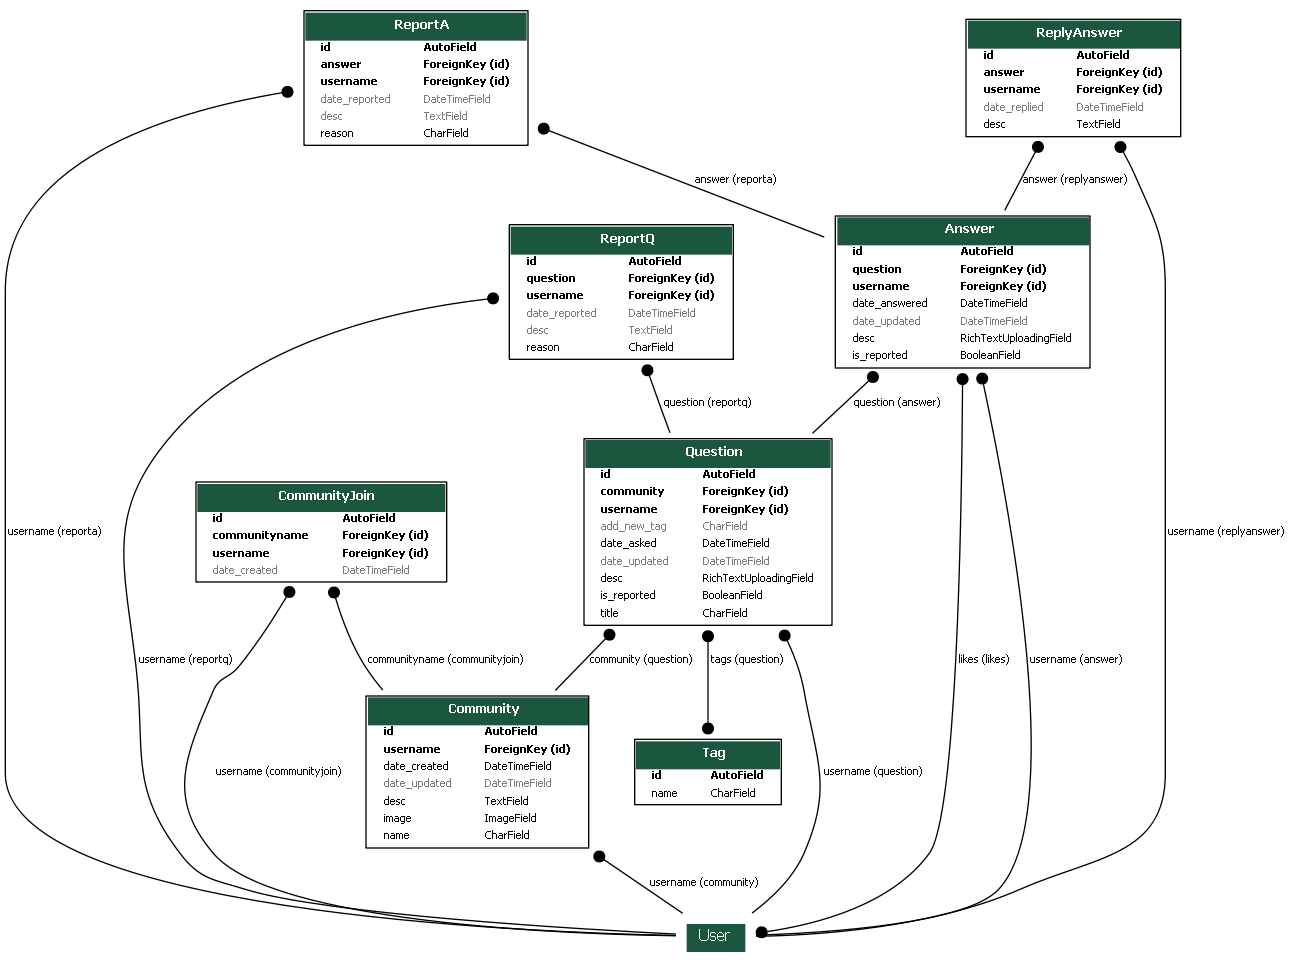 ReportA
id AutoField
answer ForeignKey (id)
username ForeignKey (id)
date_reported DateTimeField
desc TextField
reason CharField
ReplyAnswer
id AutoField
answer ForeignKey (id)
username ForeignKey (id)
date_replied DateTimeField
desc TextField
answer (reporta)
answer (replyanswer)
ReportQ
id AutoField
question ForeignKey (id)
username ForeignKey (id)
date_reported DateTimeField
desc TextField
reason CharField
Answer
id AutoField
question ForeignKey (id)
username ForeignKey (id)
date_answered DateTimeField
date_updated DateTimeField
desc RichTextUploadingField
is_reported BooleanField
question (reportq)
question (answer)
Question
id AutoField
community ForeignKey (id)
username ForeignKey (id)
add_new_tag CharField
date_asked DateTimeField
date_updated DateTimeField
desc RichTextUploadingField
is_reported BooleanField
title CharField
CommunityJoin
id AutoField
communityname ForeignKey (id)
username ForeignKey (id)
date_created DateTimeField
username (reporta)
username (replyanswer)
username (reportq)
communityname (communityjoin)
community (question)
tags (question)
likes (likes)
username (answer)
Community
id AutoField
username ForeignKey (id)
date_created DateTimeField
date_updated DateTimeField
desc TextField
image ImageField
name CharField
Tag
id AutoField
name CharField
username (communityjoin)
username (question)
username (community)
User